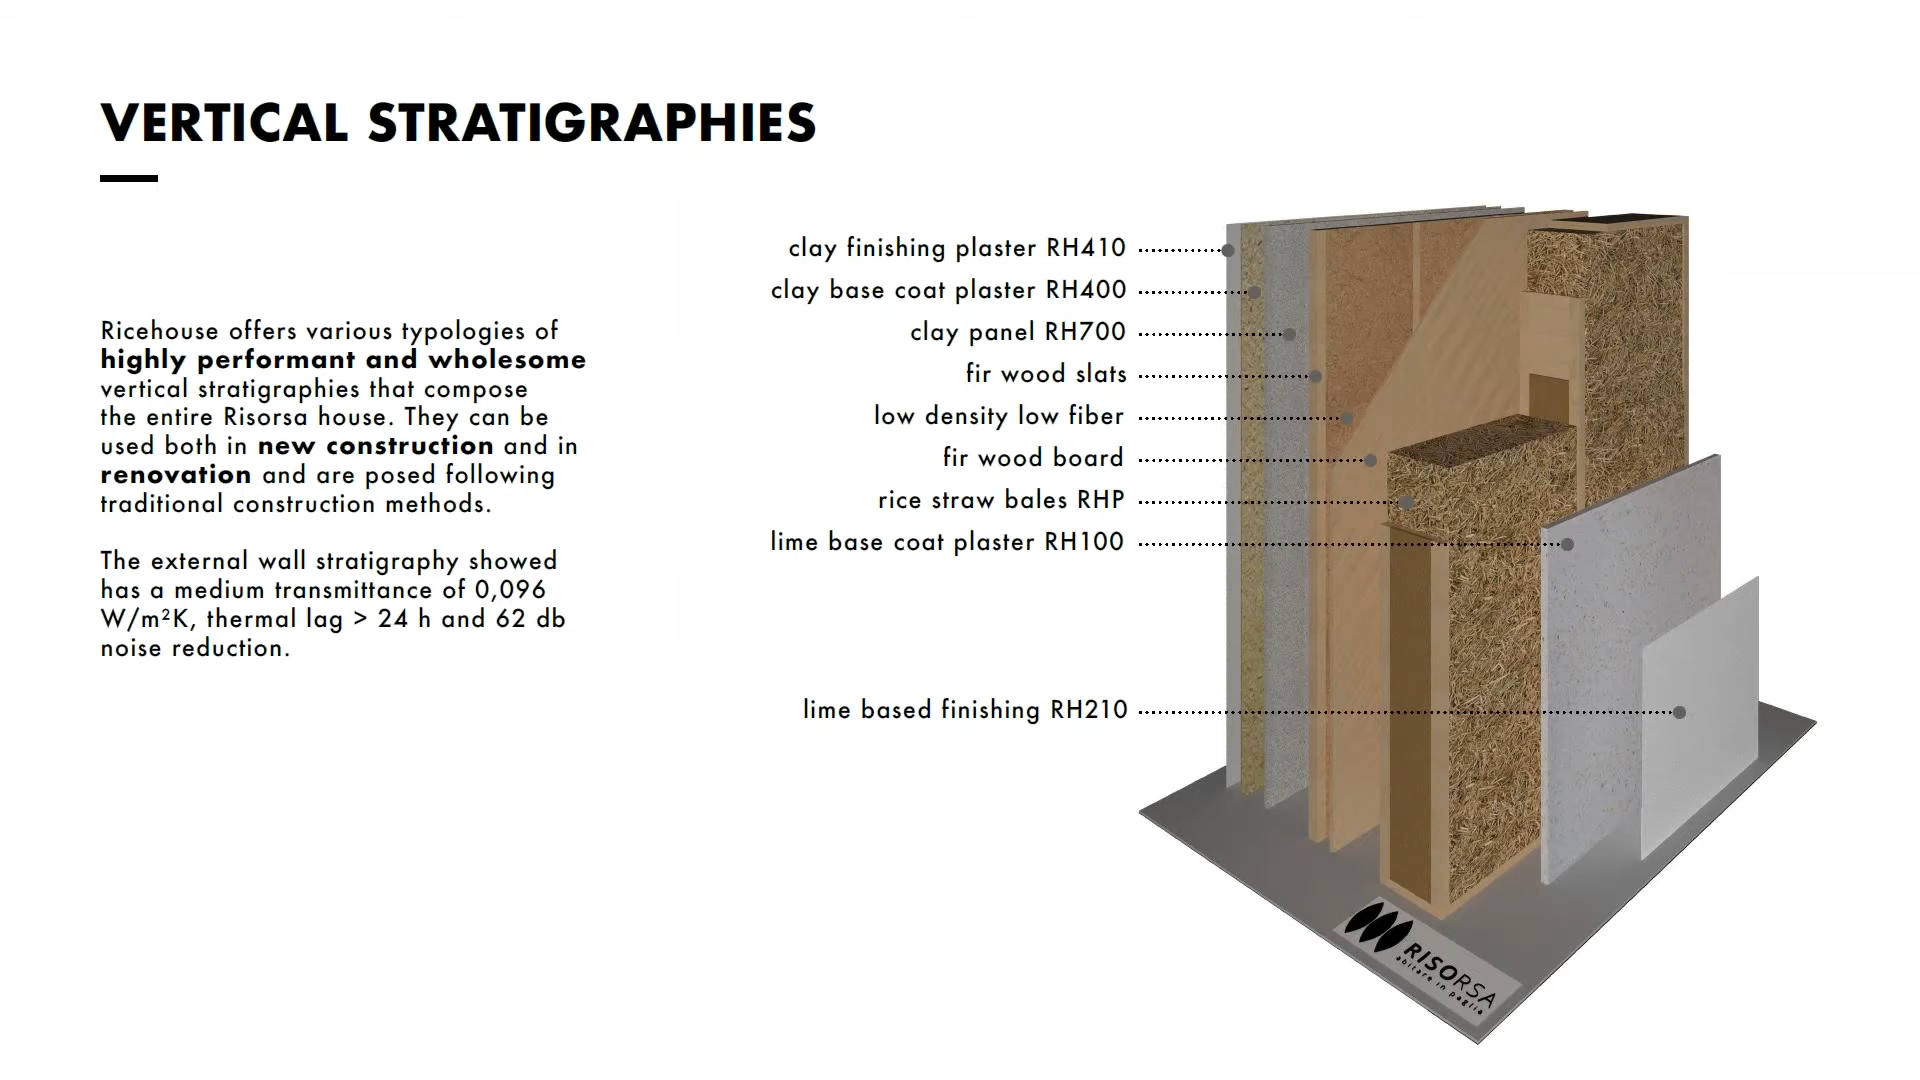 VERTICAL STRATIGRAPHIES
Ricehouse offers various typologies of
highly performant and wholesome
vertical stratigraphies that compose
the entire Risorsa house. They can be
used both in new construction and in
renovation and are posed following
traditional construction methods.
The external wall stratigraphy showed
has a medium transmittance of 0,096
W/m²K, thermal lag > 24 h and 62 db
noise reduction.
clay finishing plaster RH410
clay base coat plaster RH400
clay panel RH700
fir wood slats
low density low fiber
fir wood board
rice straw bales RHP
lime base coat plaster RH100
lime based finishing RH210
RISORSA
abitare in paglia